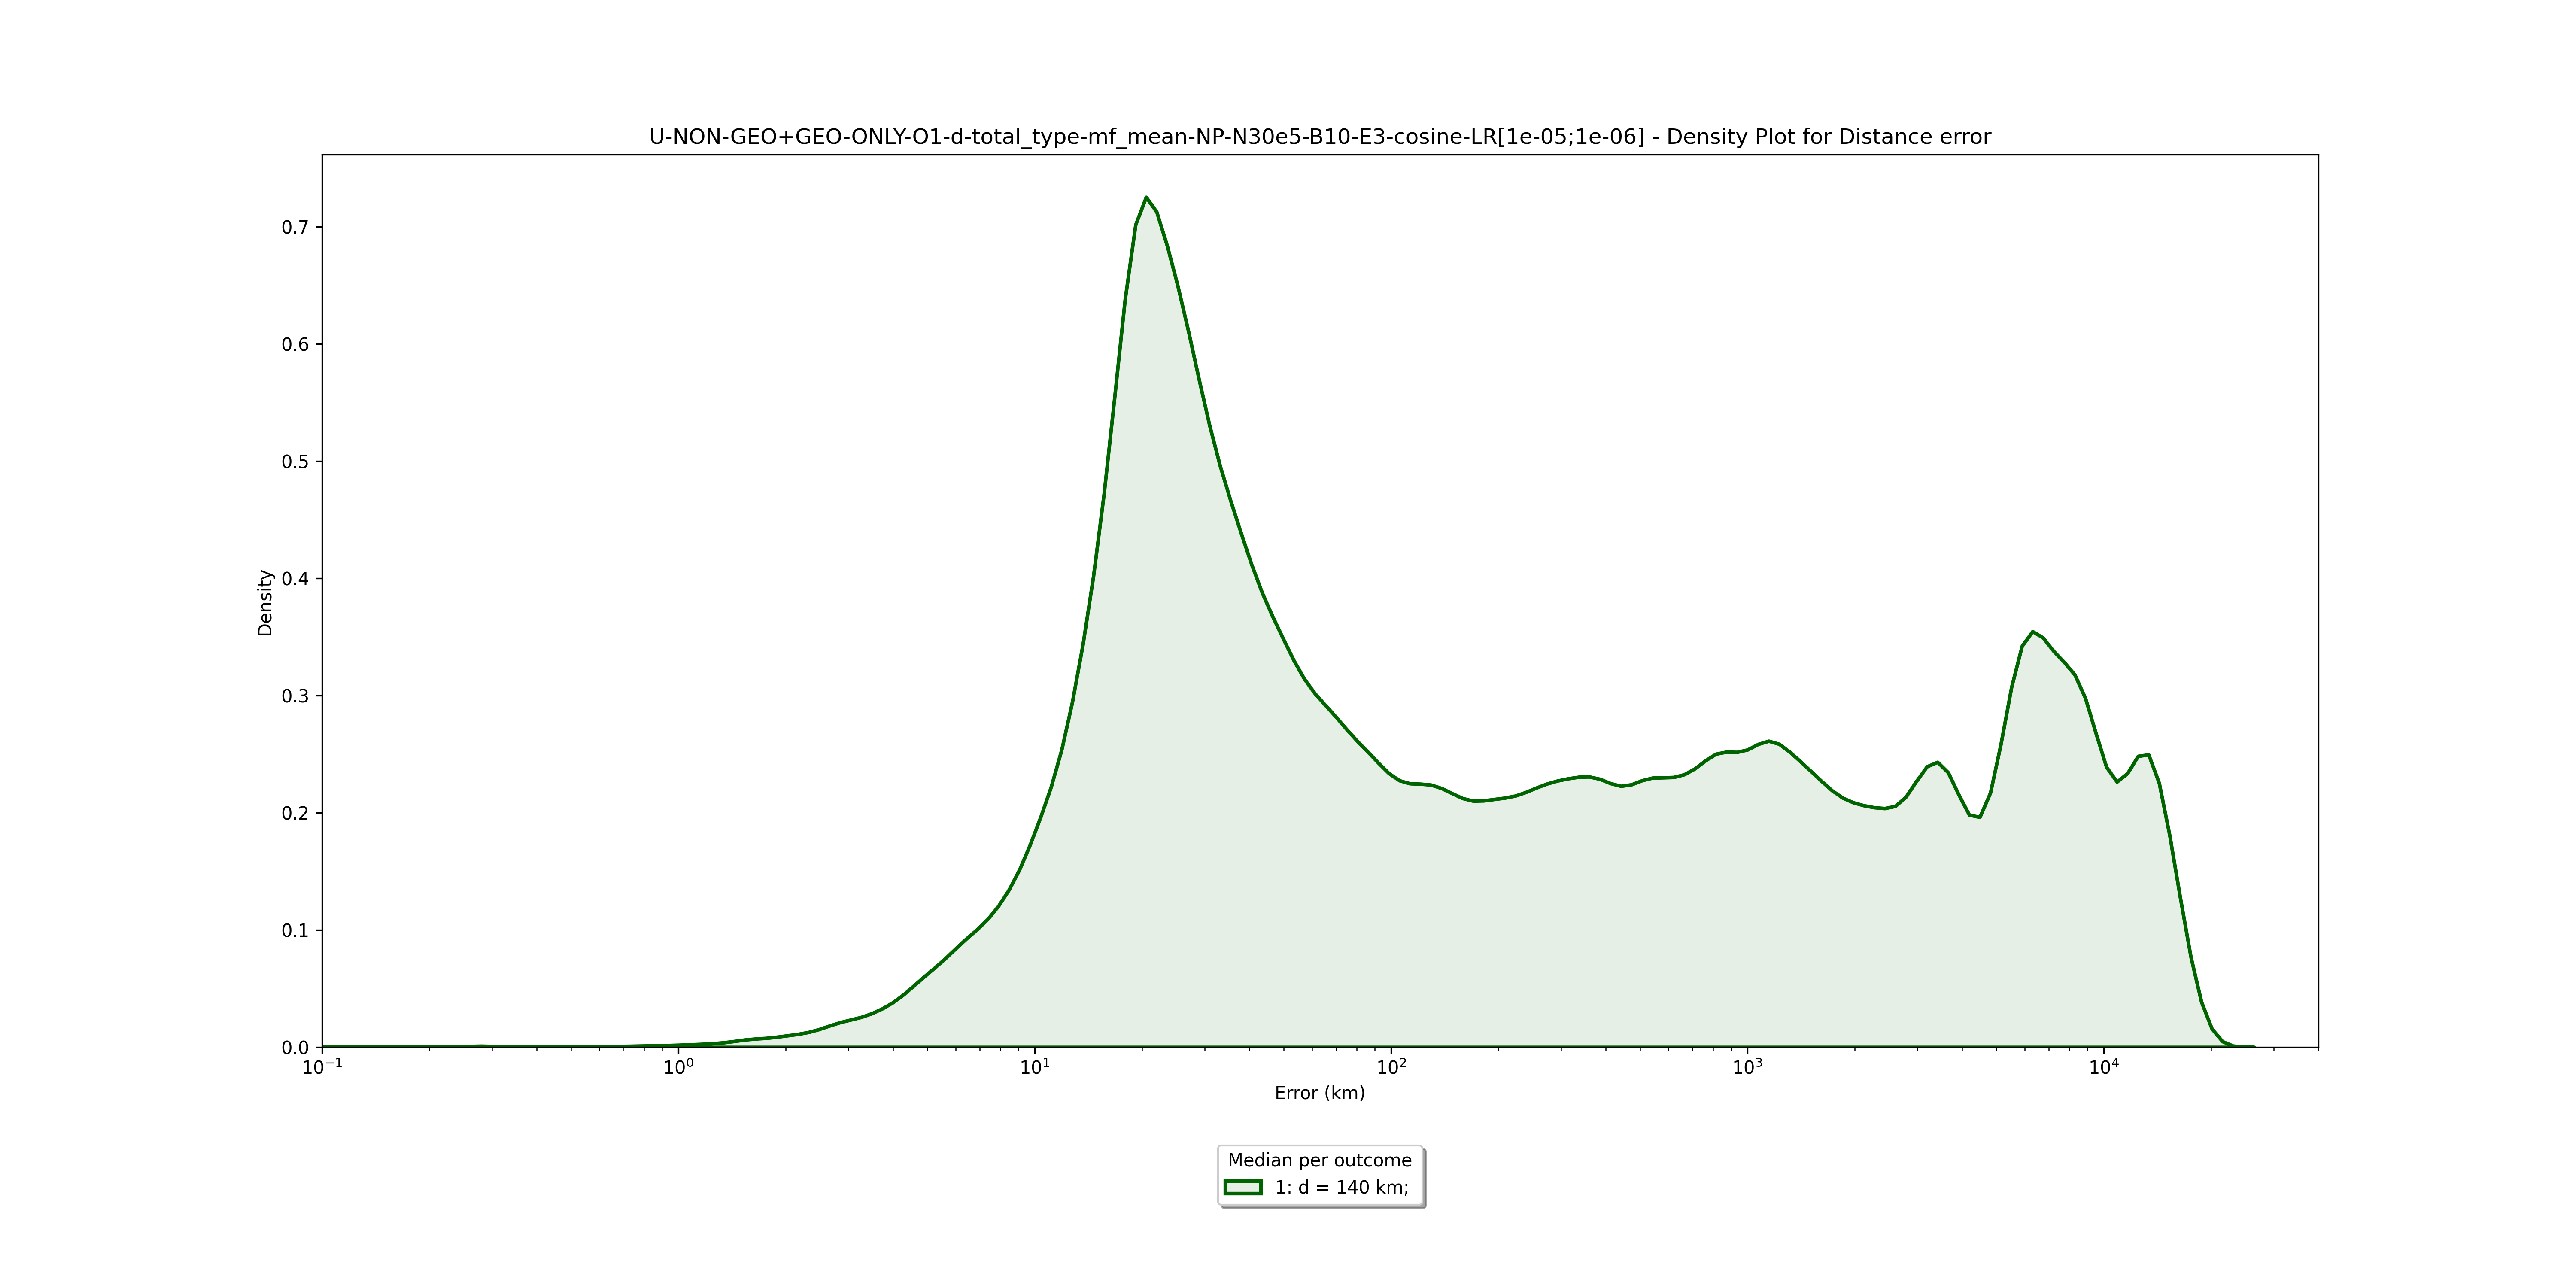 U-NON-GEO+GEO-ONLY-O1-d-total_type-mf_mean-NP-N30e5-B10-E3-cosine-LR[1e-05;1e-06] - Density Plot for Distance error
0.7
0.6
0.5
0.4
0.3
0.2
0.1
0.0
Density
10⁻¹ 10⁰ 10¹ 10² 10³ 10⁴
Error (km)
Median per outcome
1: d = 140 km;